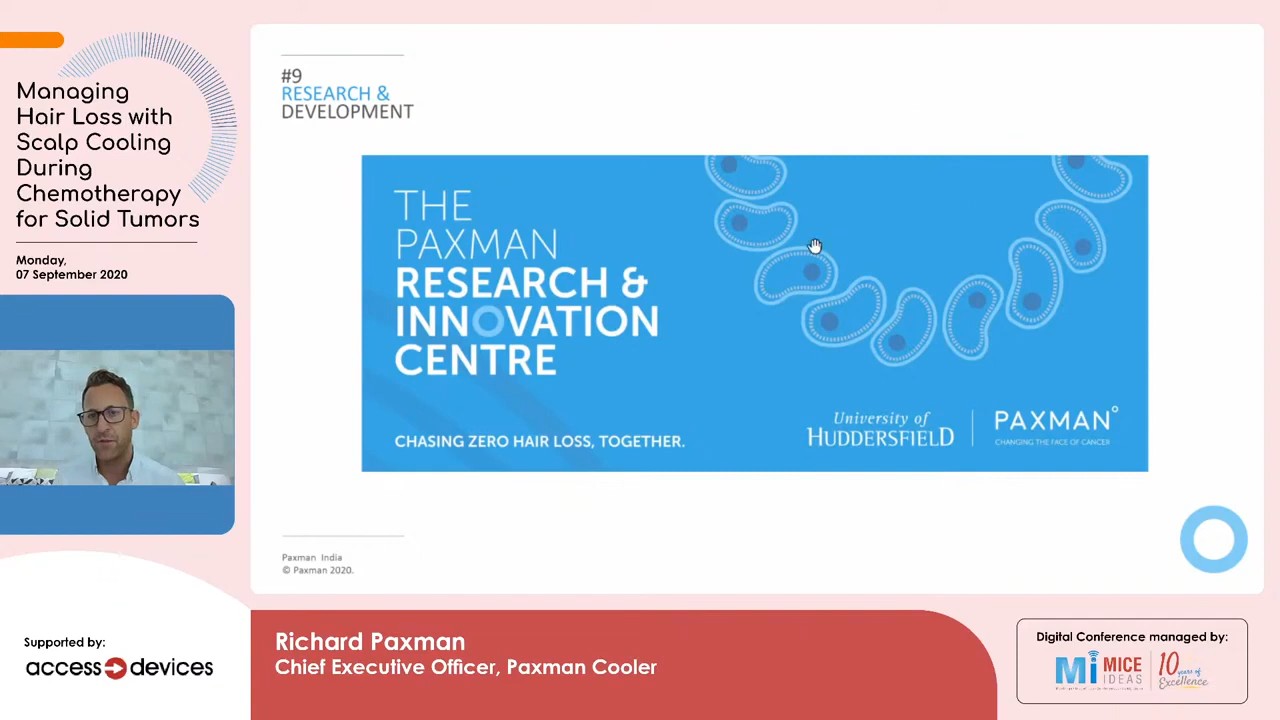 Managing
Hair Loss with
Scalp Cooling
During
Chemotherapy
for Solid Tumors
Monday,
07 September 2020
#9
RESEARCH &
DEVELOPMENT
THE
PAXMAN
RESEARCH &
INNOVATION
CENTRE
CHASING ZERO HAIR LOSS, TOGETHER.
University of
HUDDERSFIELD
PAXMAN°
CHANGING THE FACE OF CANCER
Paxman India
© Paxman 2020.
Supported by:
access devices
Richard Paxman
Chief Executive Officer, Paxman Cooler
Digital Conference managed by:
Mi MICE
IDEAS
10 years of
Excellence